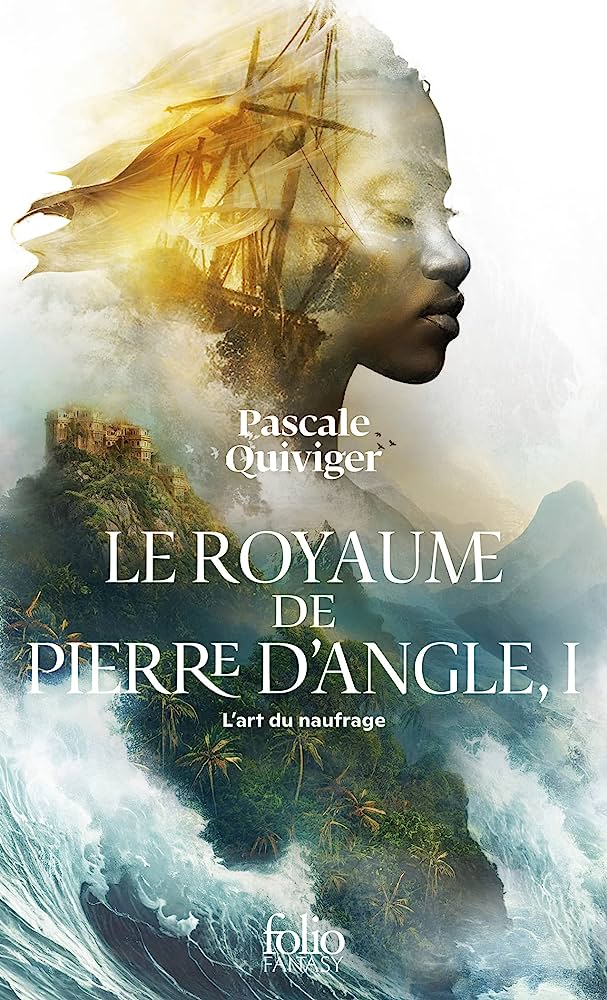 Pascale
Quiviger
LE ROYAUME
DE
PIERRE D'ANGLE, I
L'art du naufrage
folio
FANTASY